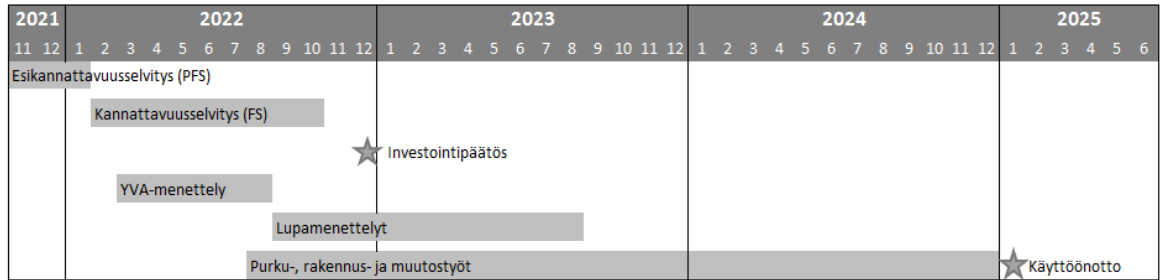 2021 2022 2023 2024 2025
11 12 1 2 3 4 5 6 7 8 9 10 11 12 1 2 3 4 5 6 7 8 9 10 11 12 1 2 3 4 5 6 7 8 9 10 11 12 1 2 3 4 5 6
Esikannattavuusselvitys (PFS)
Kannattavuusselvitys (FS)
Investointipäätös
YVA-menettely
Lupamenettelyt
Purku-, rakennus- ja muutostyöt Käyttöönotto